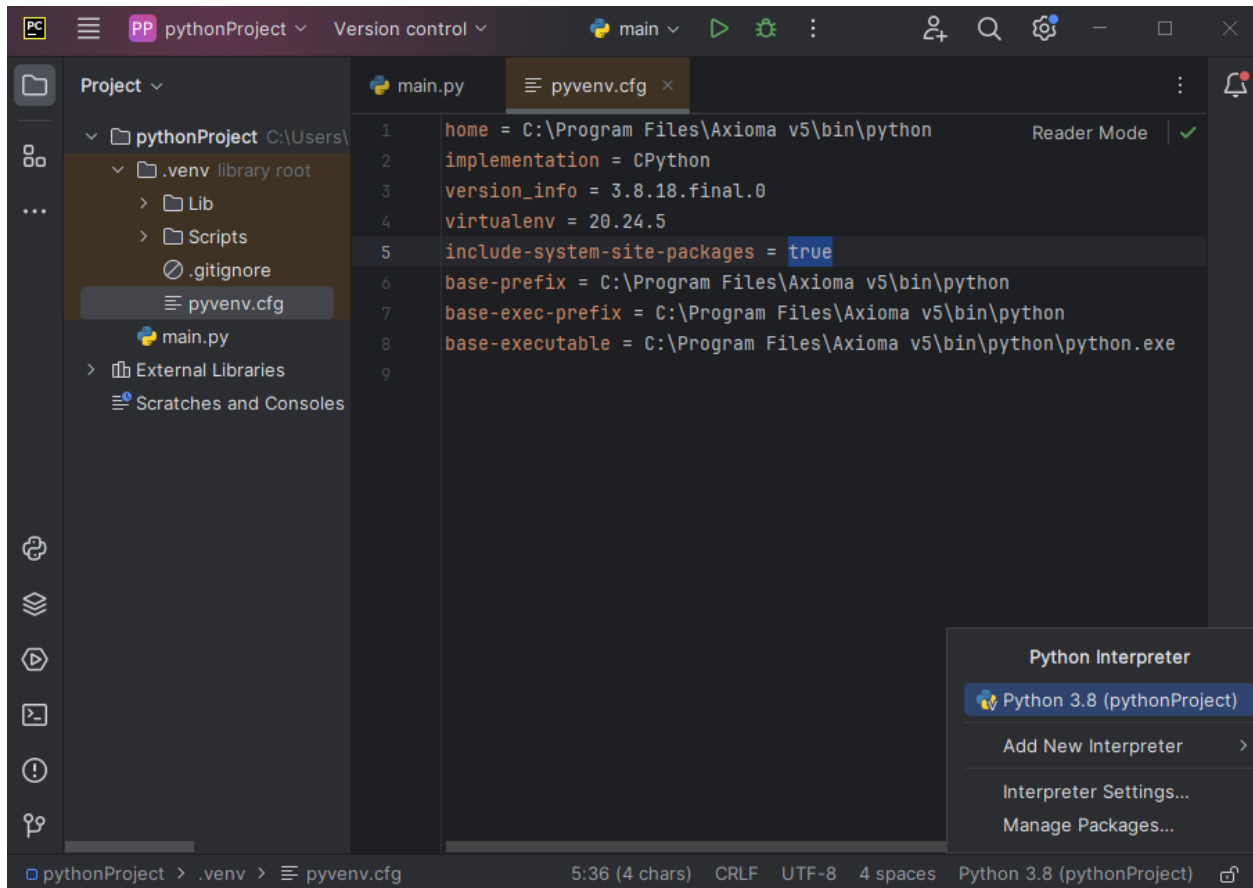 PC
PP pythonProject Version control main
Project
main.py
pyvenv.cfg
pythonProject C:\Users\
.venv library root
Lib
Scripts
.gitignore
pyvenv.cfg
main.py
External Libraries
Scratches and Consoles
1 home = C:\Program Files\Axioma v5\bin\python
Reader Mode
2 implementation = CPython
3 version_info = 3.8.18.final.0
4 virtualenv = 20.24.5
5 include-system-site-packages = true
6 base-prefix = C:\Program Files\Axioma v5\bin\python
7 base-exec-prefix = C:\Program Files\Axioma v5\bin\python
8 base-executable = C:\Program Files\Axioma v5\bin\python\python.exe
9
Python Interpreter
Python 3.8 (pythonProject)
Add New Interpreter
Interpreter Settings...
Manage Packages...
pythonProject > .venv > pyvenv.cfg
5:36 (4 chars) CRLF UTF-8 4 spaces Python 3.8 (pythonProject)